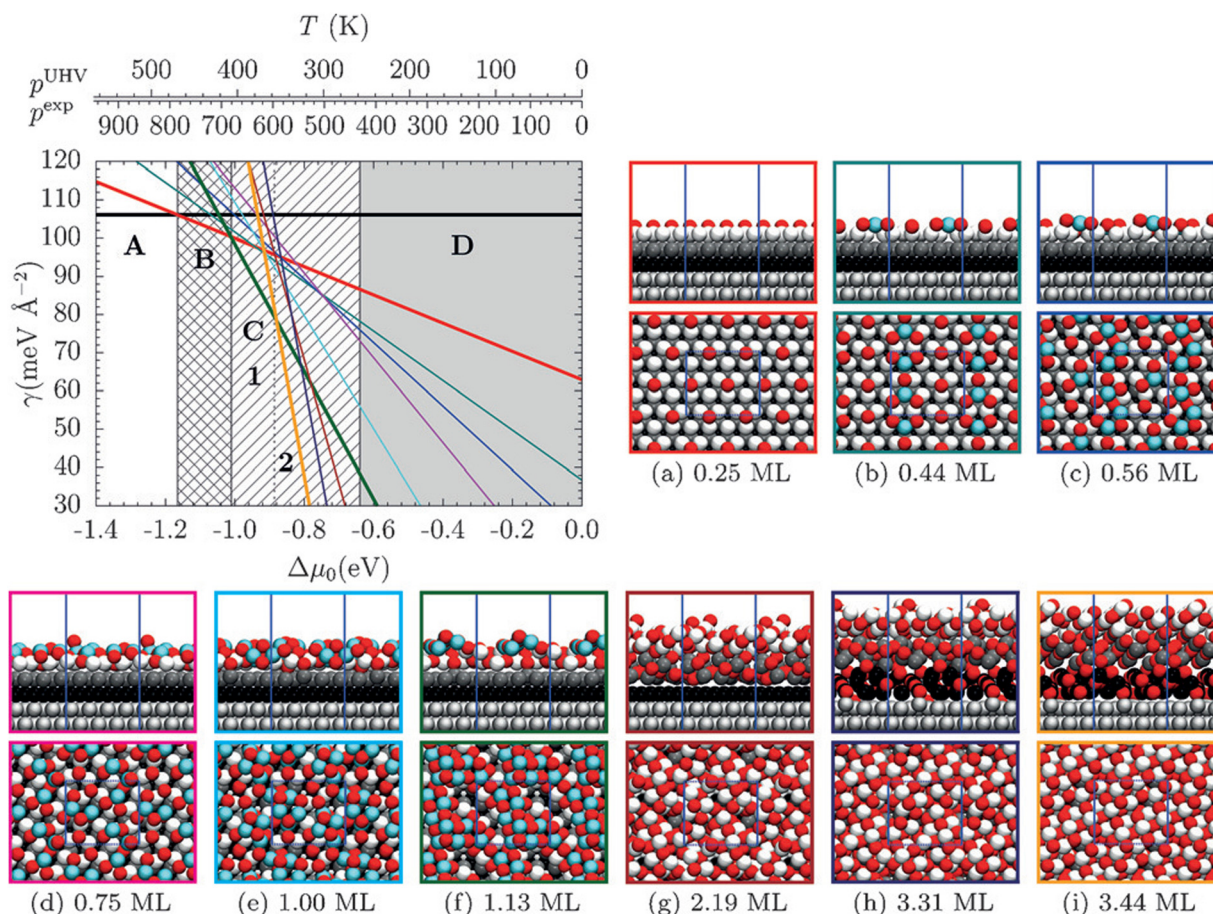 T (K)
p^UHV 500 400 300 200 100 0
p^exp 900 800 700 600 500 400 300 200 100 0
120
110
100
90
80
70
60
50
40
30
γ(meV Å⁻²)
A
B
C
D
1
2
-1.4 -1.2 -1.0 -0.8 -0.6 -0.4 -0.2 0.0
Δμ₀(eV)
(a) 0.25 ML
(b) 0.44 ML
(c) 0.56 ML
(d) 0.75 ML
(e) 1.00 ML
(f) 1.13 ML
(g) 2.19 ML
(h) 3.31 ML
(i) 3.44 ML